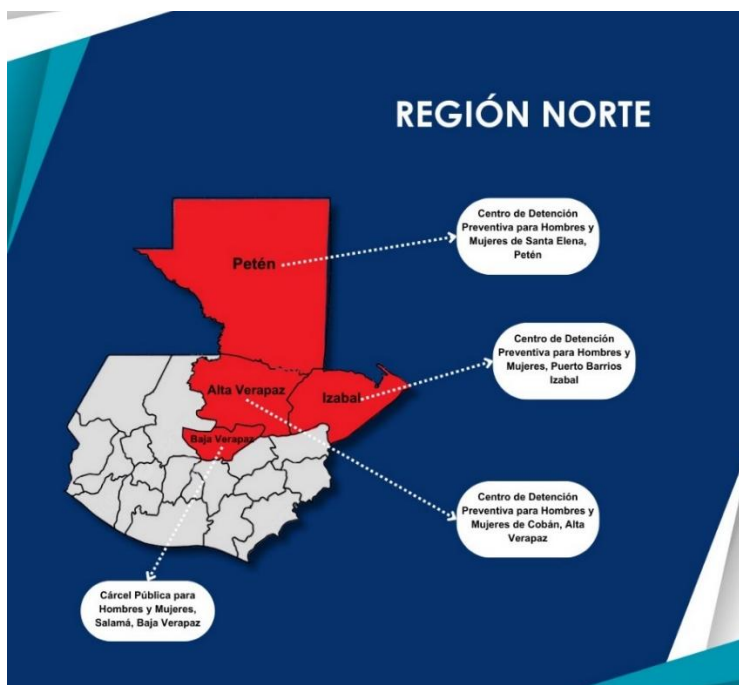 REGIÓN NORTE
Petén
Centro de Detención
Preventiva para Hombres y
Mujeres de Santa Elena,
Petén
Alta Verapaz
Izabal
Centro de Detención
Preventiva para Hombres y
Mujeres, Puerto Barrios
Izabal
Baja Verapaz
Centro de Detención
Preventiva para Hombres y
Mujeres de Cobán, Alta
Verapaz
Cárcel Pública para
Hombres y Mujeres,
Salamá, Baja Verapaz